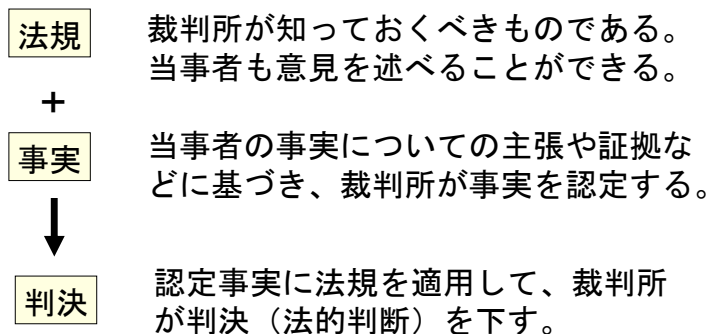 法規
裁判所が知っておくべきものである。
当事者も意見を述べることができる。
+
事実
当事者の事実についての主張や証拠な
どに基づき、裁判所が事実を認定する。
判決
認定事実に法規を適用して、裁判所
が判決（法的判断）を下す。